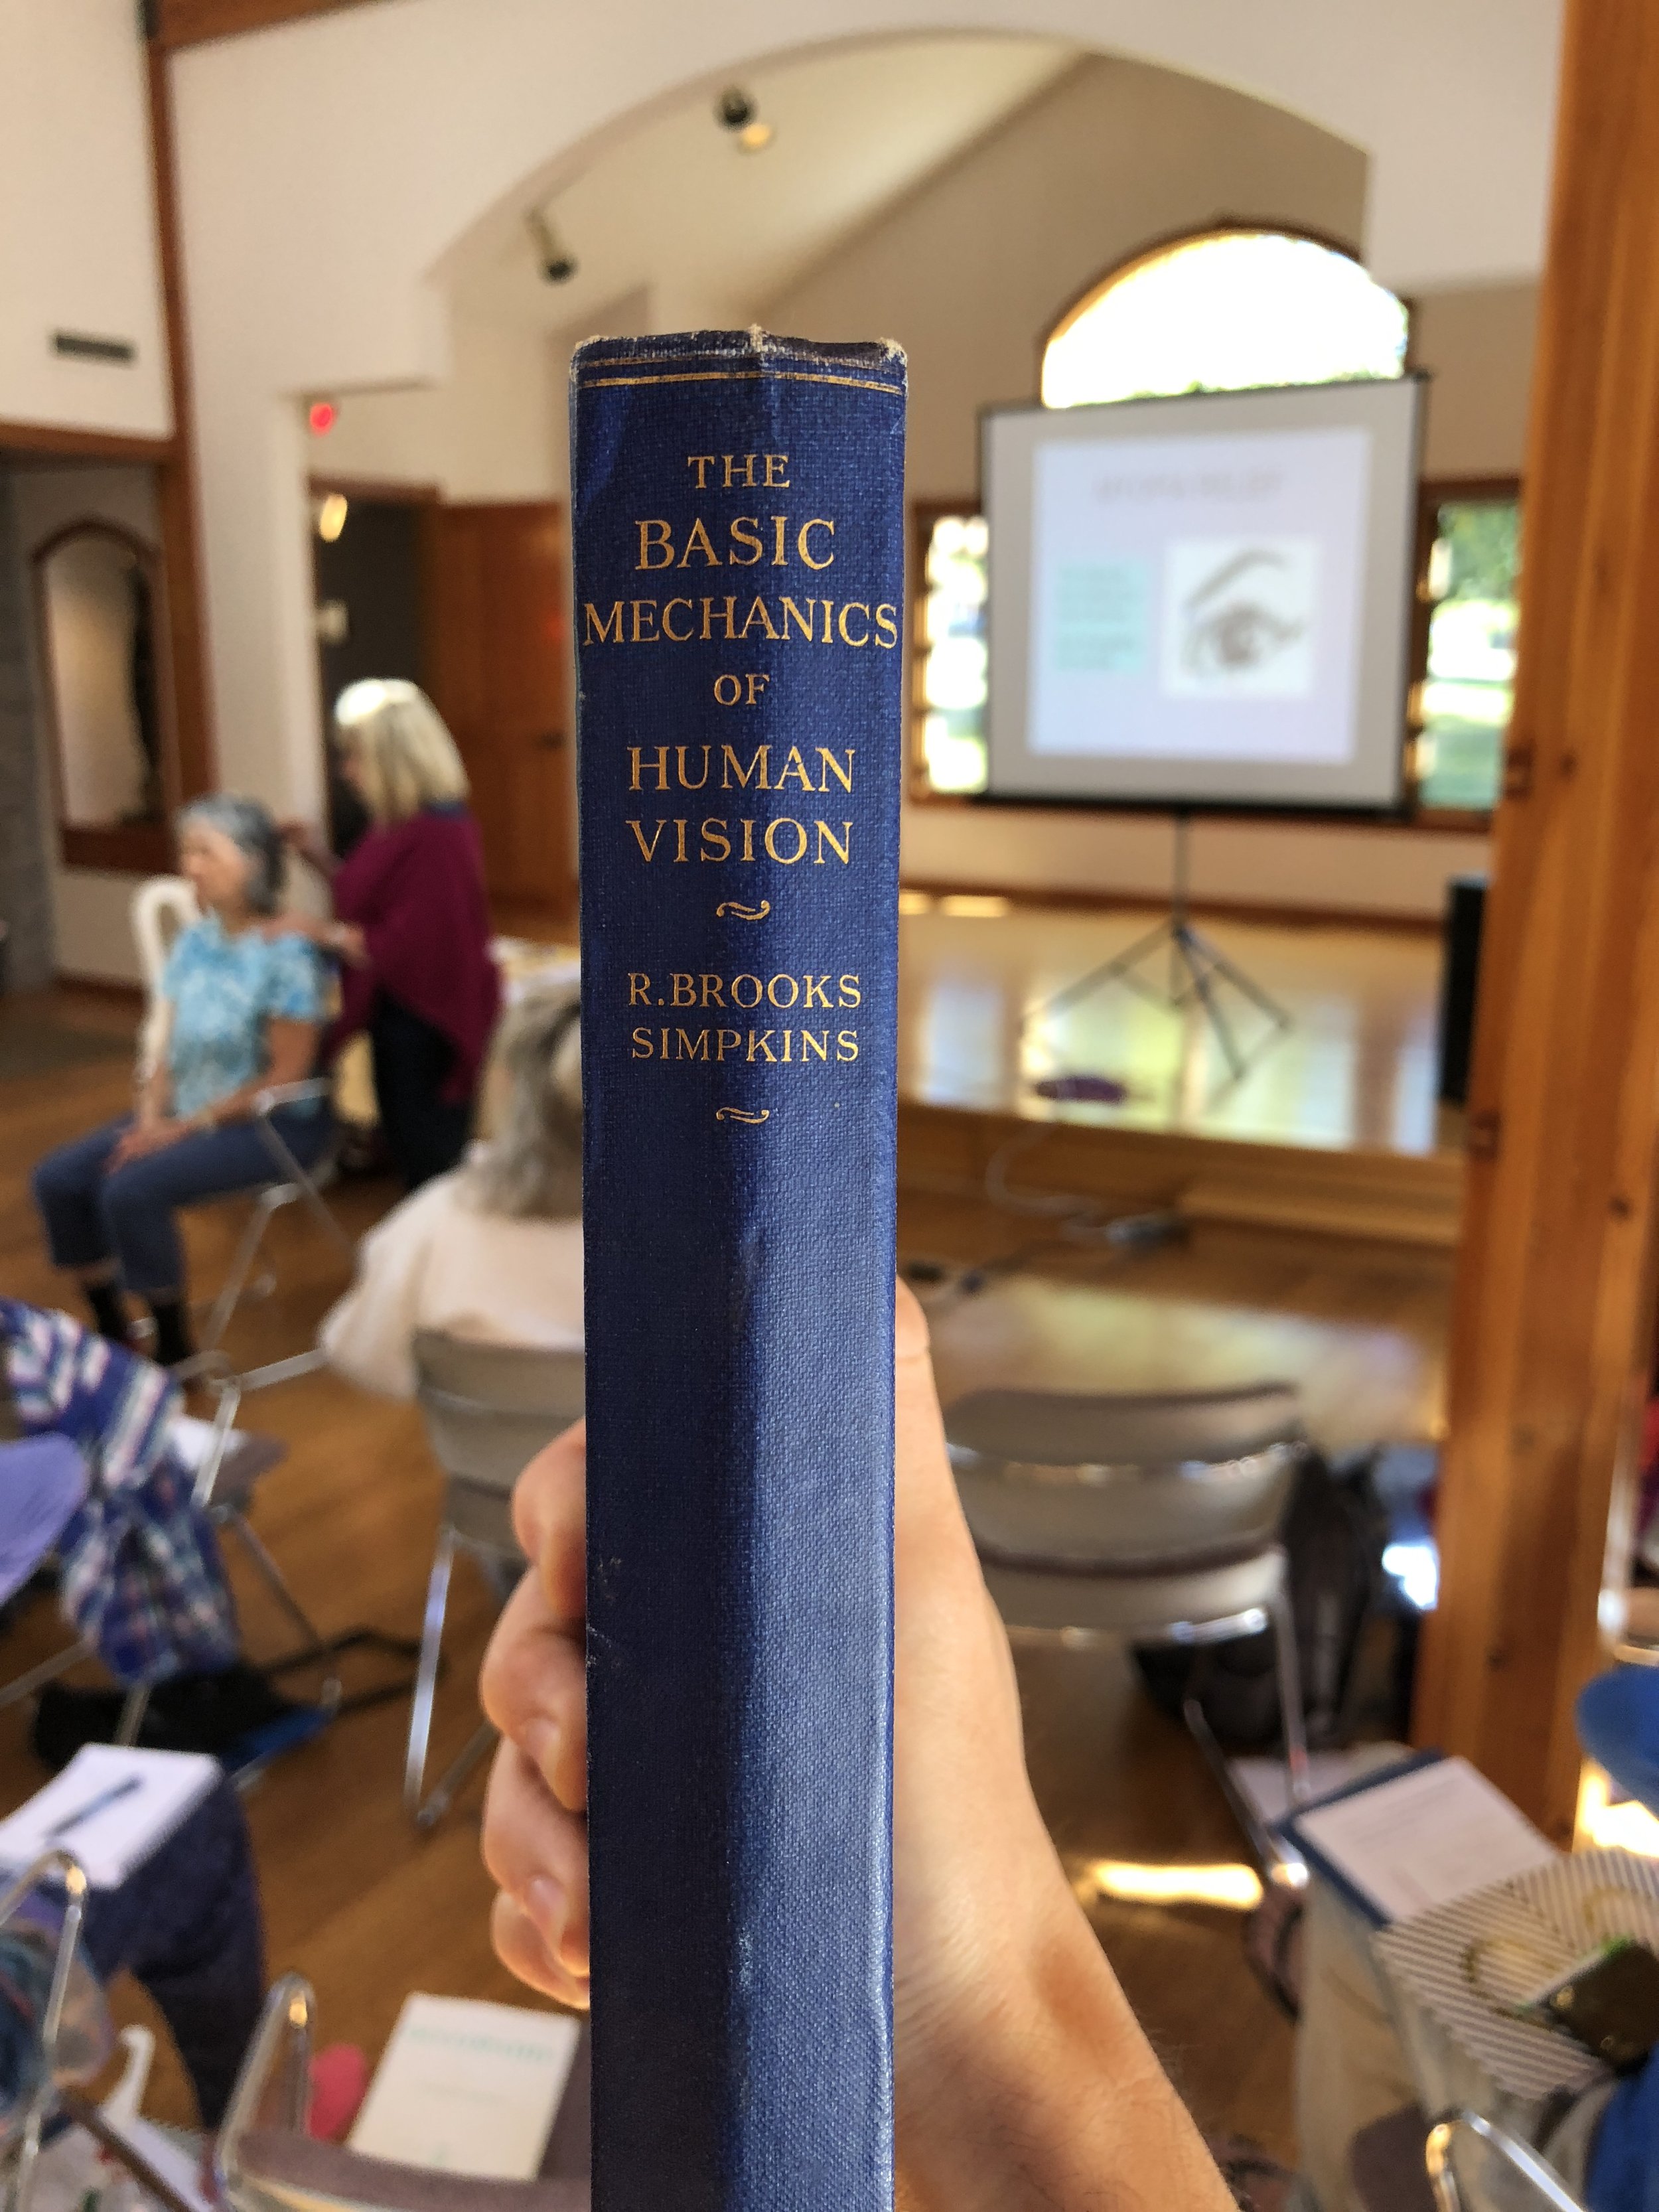 THE
BASIC
MECHANICS
OF
HUMAN
VISION
R.BROOKS
SIMPKINS